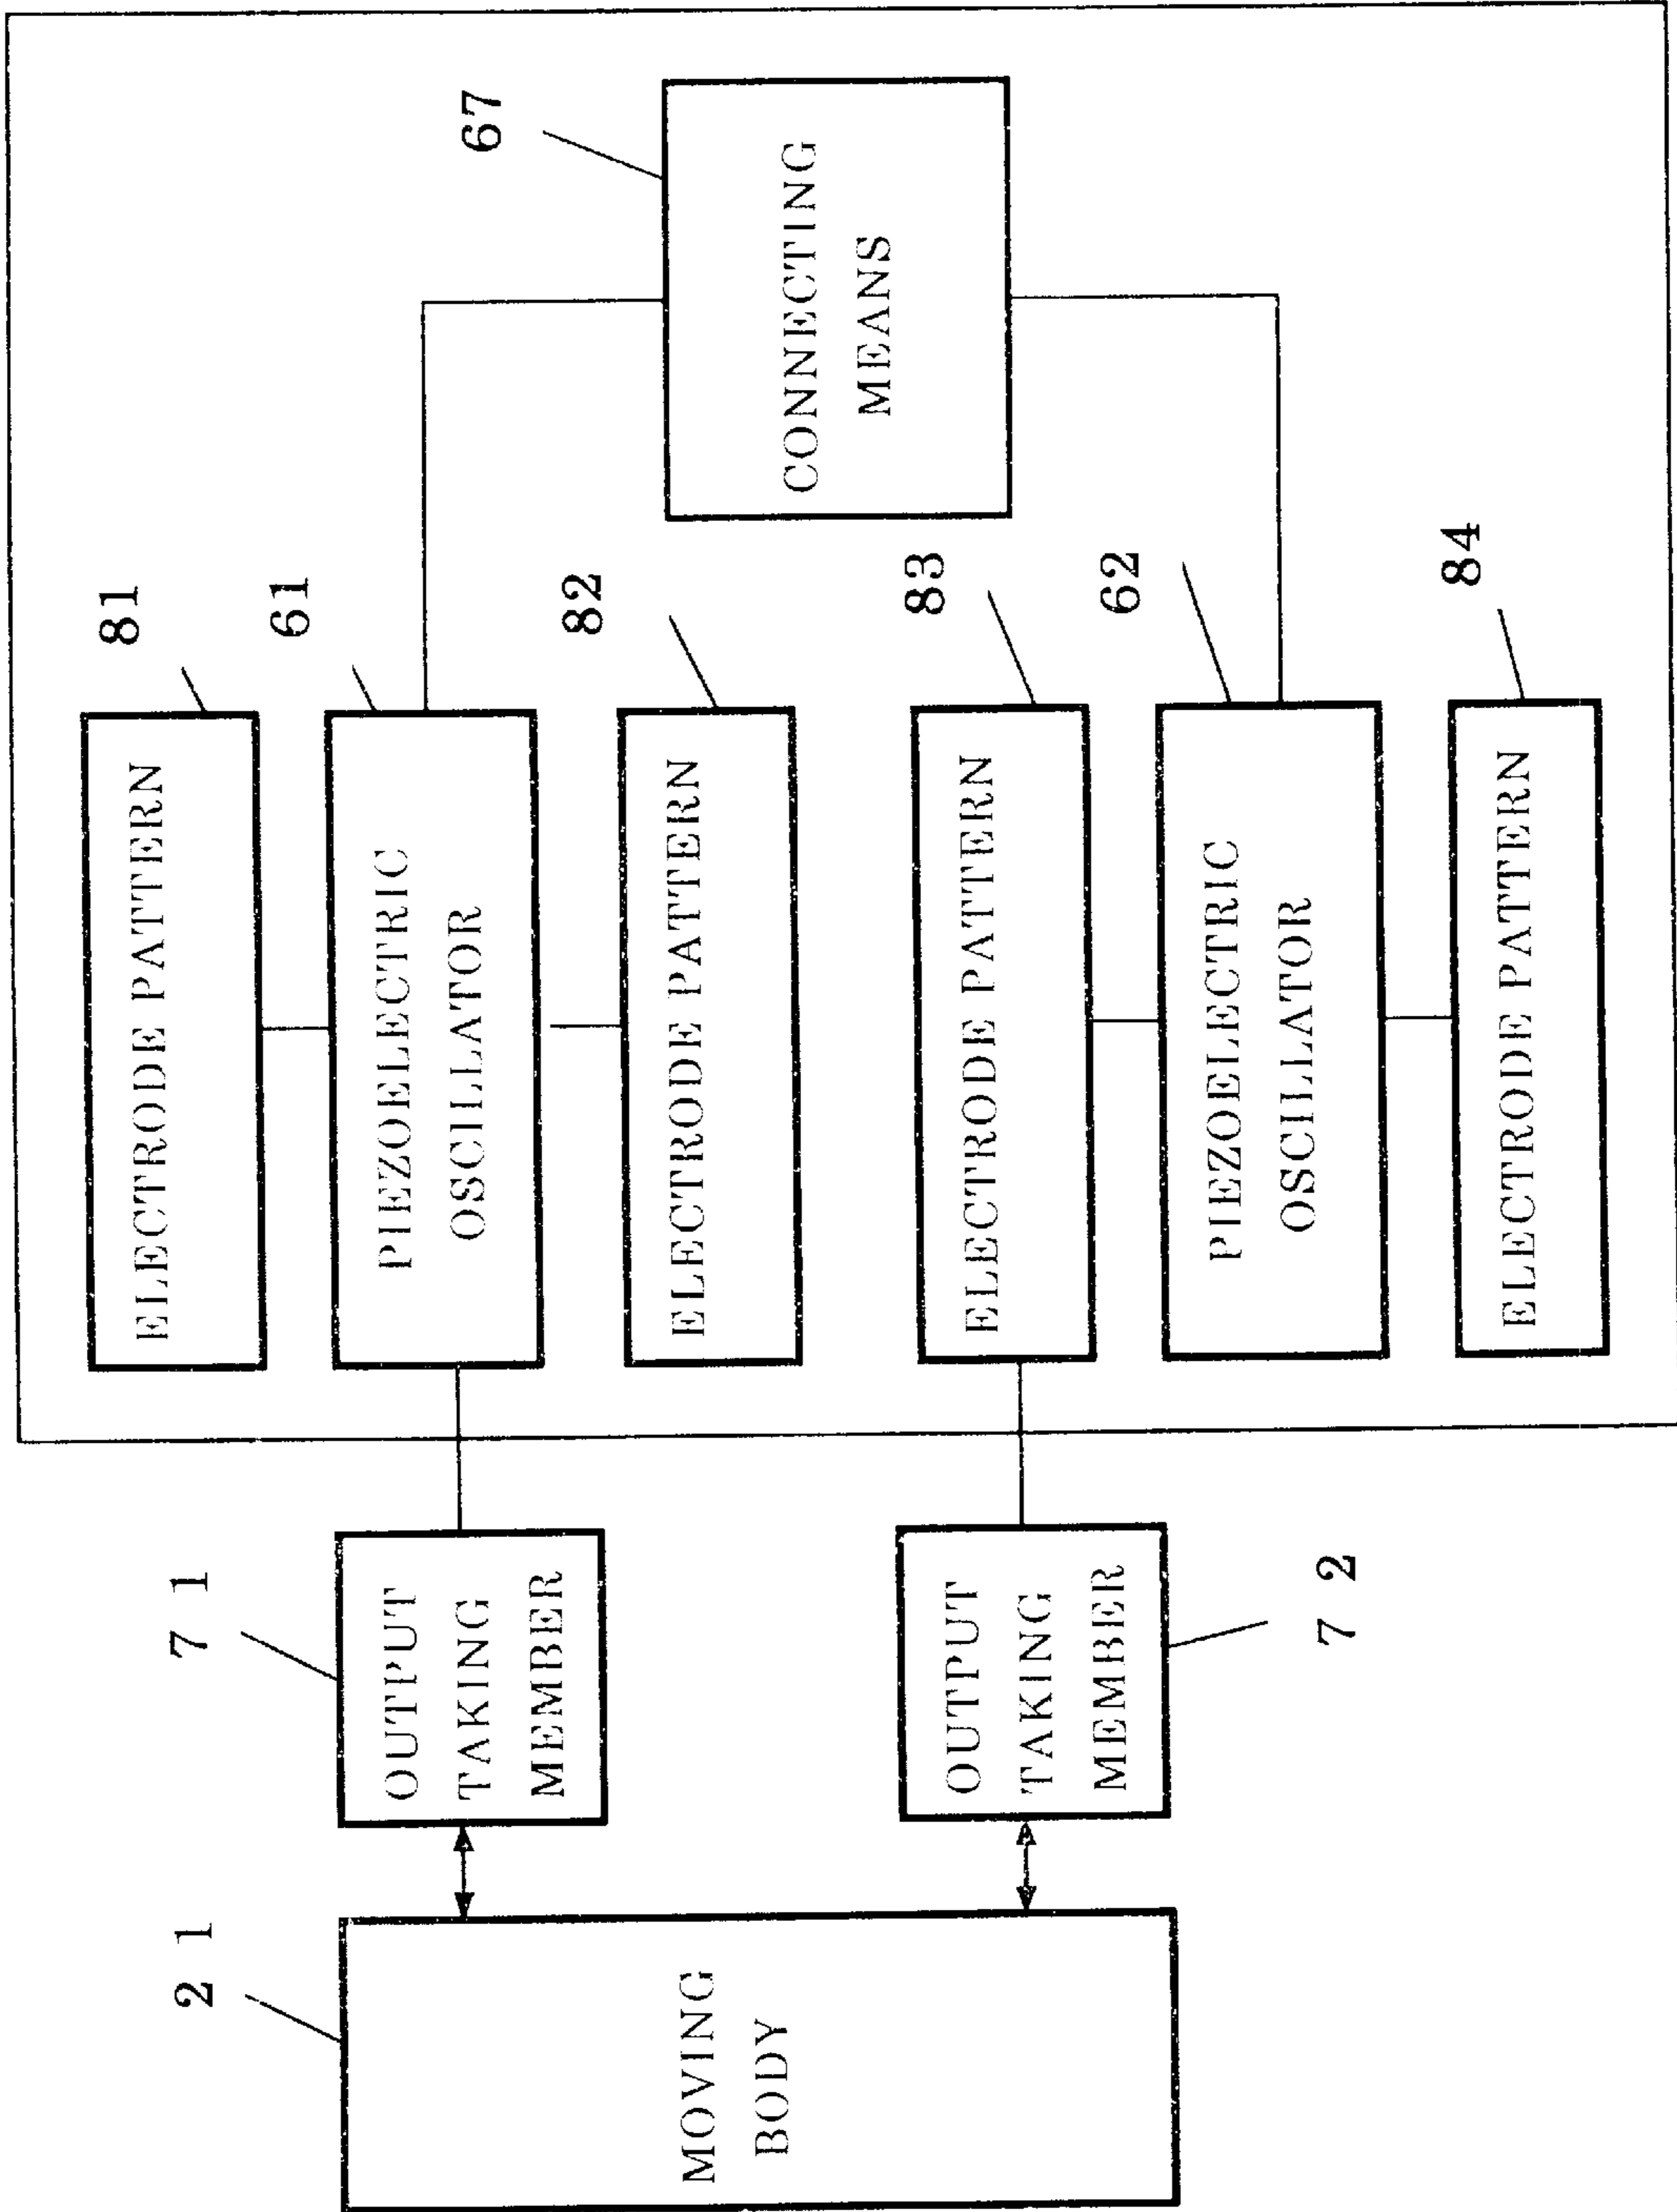 81
ELECTRODE PATTERN
61
PIEZOELECTRIC
OSCILLATOR
82
ELECTRODE PATTERN
67
CONNECTING
MEANS
83
ELECTRODE PATTERN
62
PIEZOELECTRIC
OSCILLATOR
84
ELECTRODE PATTERN
7 1
OUTPUT
TAKING
MEMBER
7 2
OUTPUT
TAKING
MEMBER
2 1
MOVING
BODY